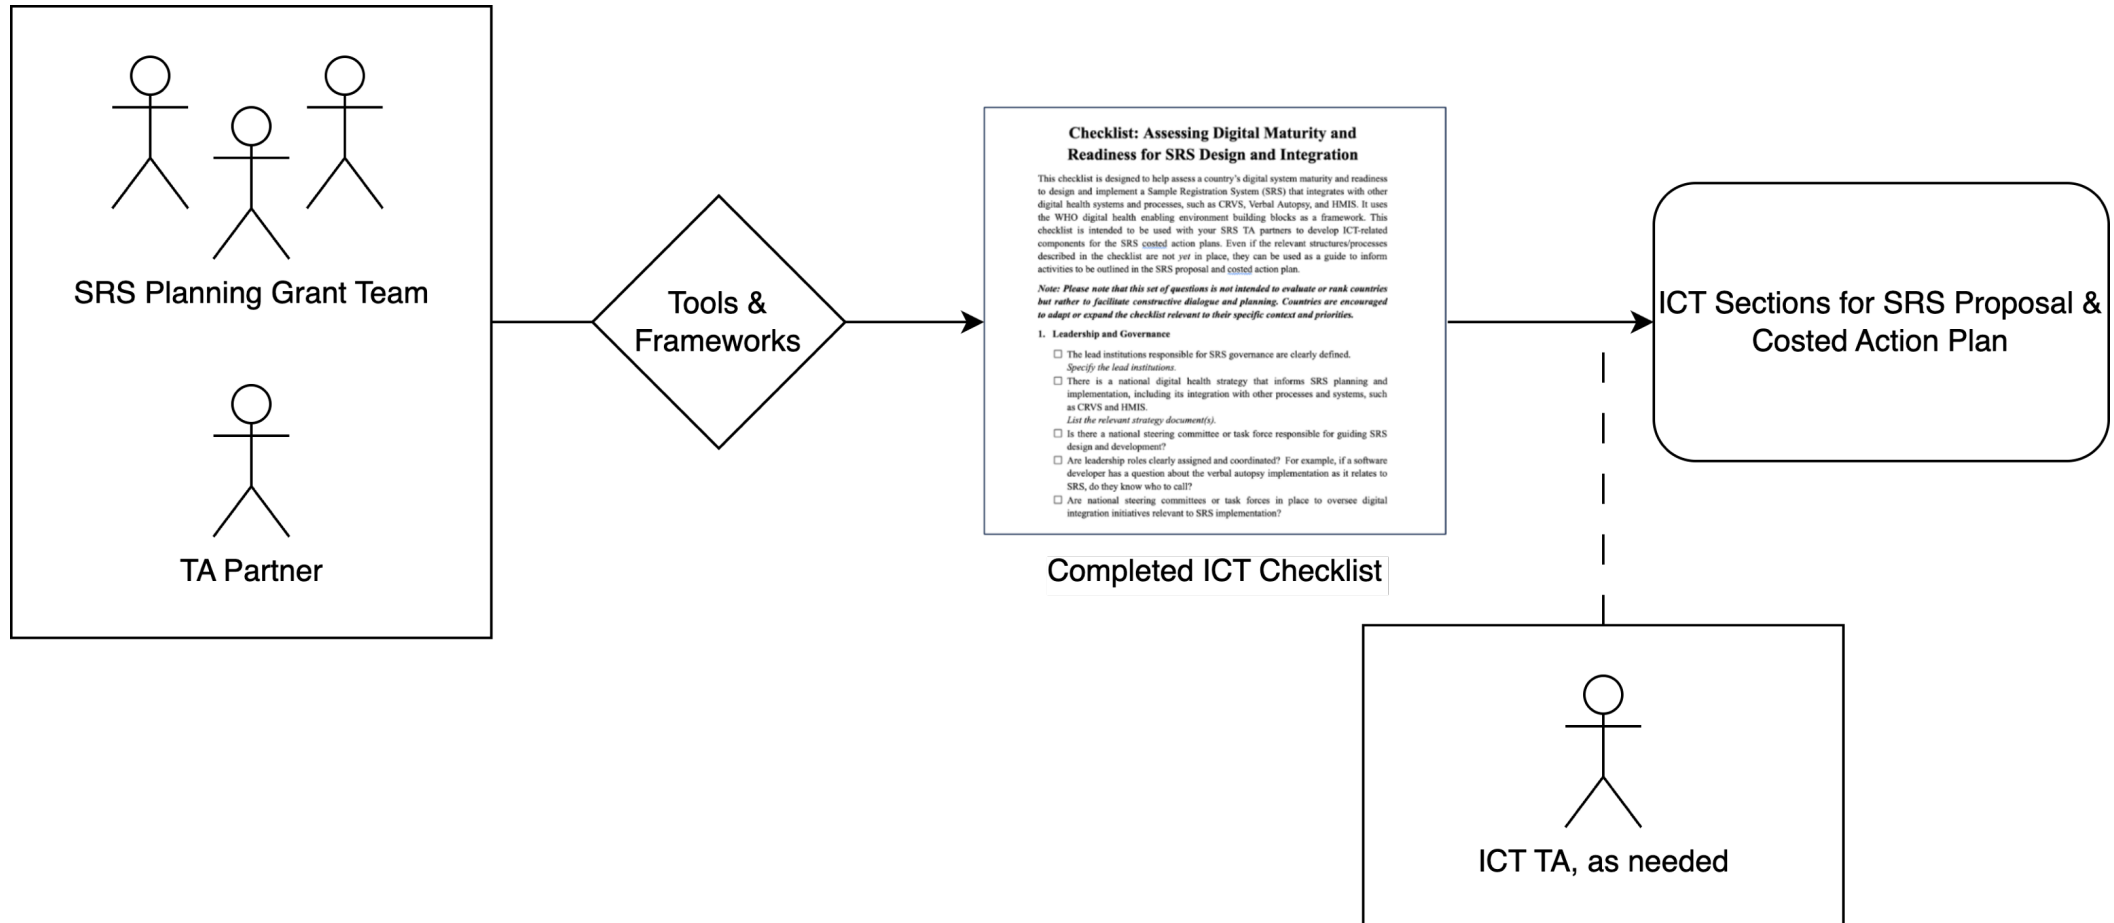 SRS Planning Grant Team
TA Partner
Tools &
Frameworks
Checklist: Assessing Digital Maturity and
Readiness for SRS Design and Integration
This checklist is designed to help assess a country's digital system maturity and readiness
to design and implement a Sample Registration System (SRS) that integrates with other
digital health systems and processes, such as CRVS, Verbal Autopsy, and HMIS. It uses
the WHO digital health enabling environment building blocks as a framework. This
checklist is intended to be used with your SRS TA partners to develop ICT-related
components for the SRS costed action plans. Even if the relevant structures/processes
described in the checklist are not yet in place, they can be used as a guide to inform
activities to be outlined in the SRS proposal and costed action plan.
Note: Please note that this set of questions is not intended to evaluate or rank countries
but rather to facilitate constructive dialogue and planning. Countries are encouraged
to adapt or expand the checklist relevant to their specific context and priorities.
1. Leadership and Governance
☐ The lead institutions responsible for SRS governance are clearly defined.
Specify the lead institutions.
☐ There is a national digital health strategy that informs SRS planning and
implementation, including its integration with other processes and systems, such
as CRVS and HMIS.
List the relevant strategy document(s).
☐ Is there a national steering committee or task force responsible for guiding SRS
design and development?
☐ Are leadership roles clearly assigned and coordinated? For example, if a software
developer has a question about the verbal autopsy implementation as it relates to
SRS, do they know who to call?
☐ Are national steering committees or task forces in place to oversee digital
integration initiatives relevant to SRS implementation?
Completed ICT Checklist
ICT Sections for SRS Proposal &
Costed Action Plan
ICT TA, as needed